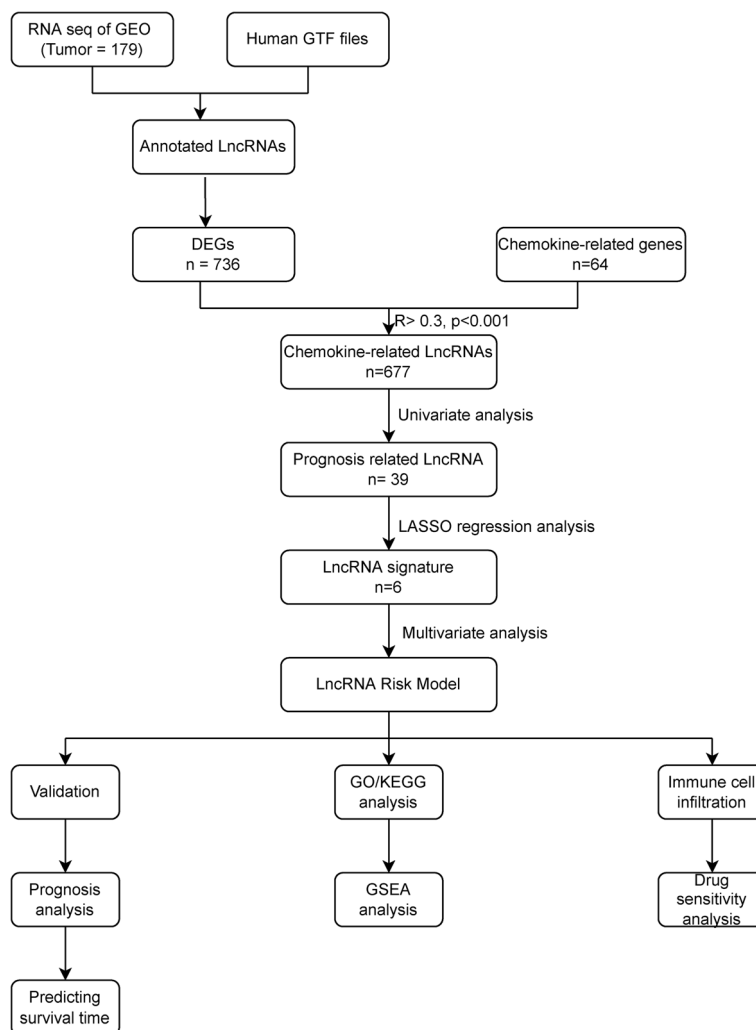 RNA seq of GEO
(Tumor = 179)
Human GTF files
Annotated LncRNAs
DEGs
n = 736
Chemokine-related genes
n=64
R> 0.3, p<0.001
Chemokine-related LncRNAs
n=677
Univariate analysis
Prognosis related LncRNA
n= 39
LASSO regression analysis
LncRNA signature
n=6
Multivariate analysis
LncRNA Risk Model
Validation
GO/KEGG
analysis
Immune cell
infiltration
Prognosis
analysis
GSEA
analysis
Drug
sensitivity
analysis
Predicting
survival time